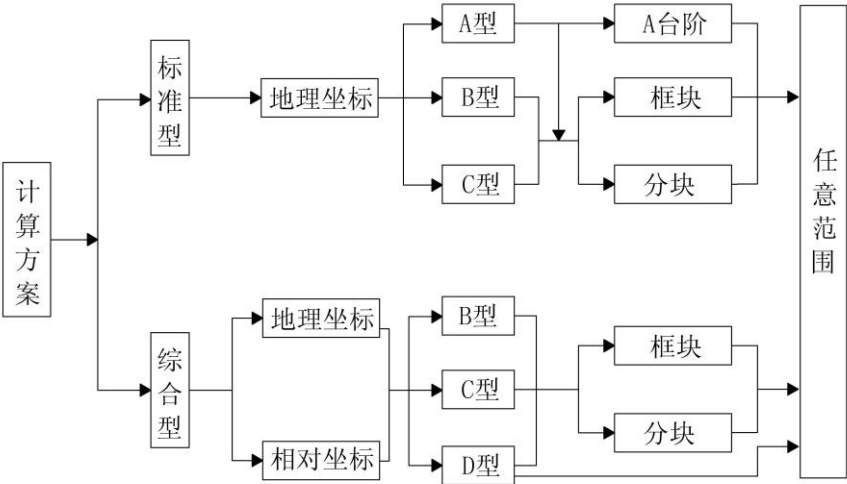 计算方案
标准型
地理坐标
A型
B型
C型
A台阶
框块
分块
综合型
地理坐标
相对坐标
B型
C型
D型
框块
分块
任意范围